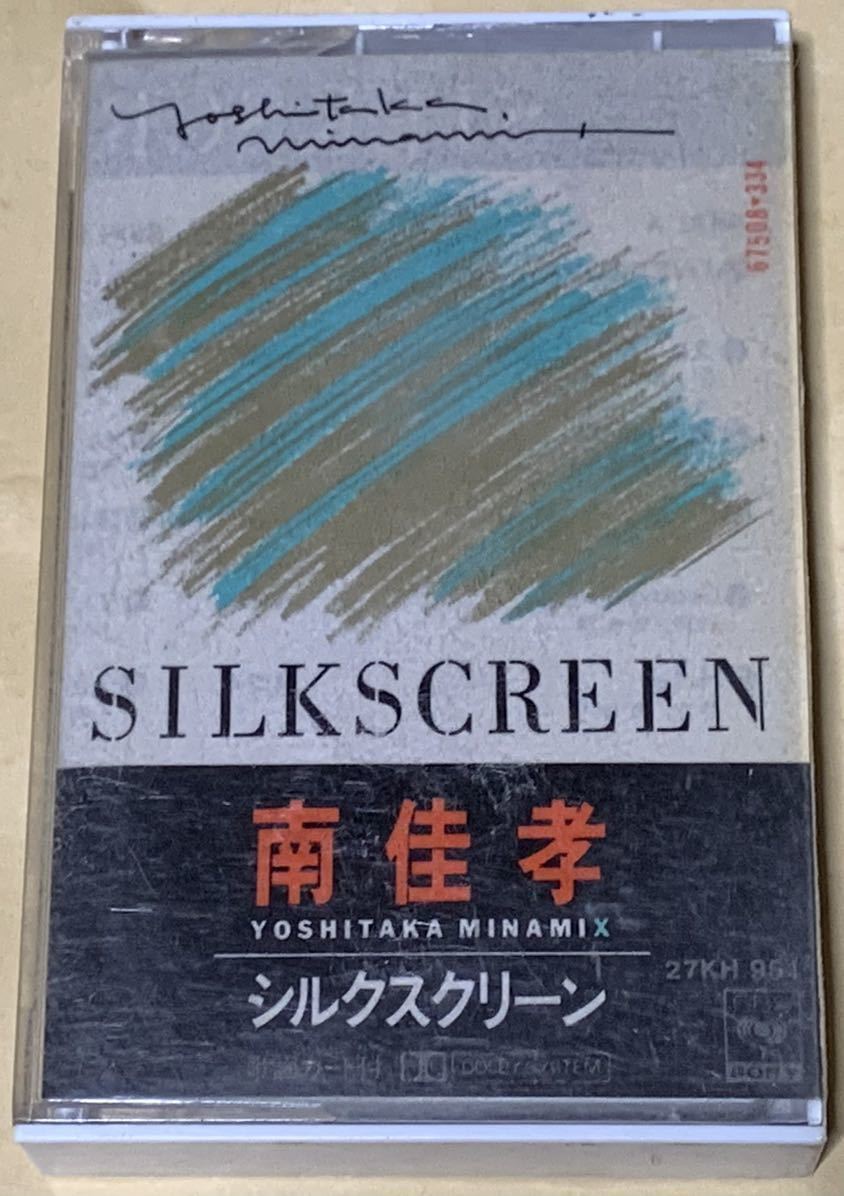 Yoshitaka
Minami
67508・334
SILKSCREEN
南佳孝
YOSHITAKA MINAMIX
シルクスクリーン
27KH 951
DOLBY SYSTEM
SONY